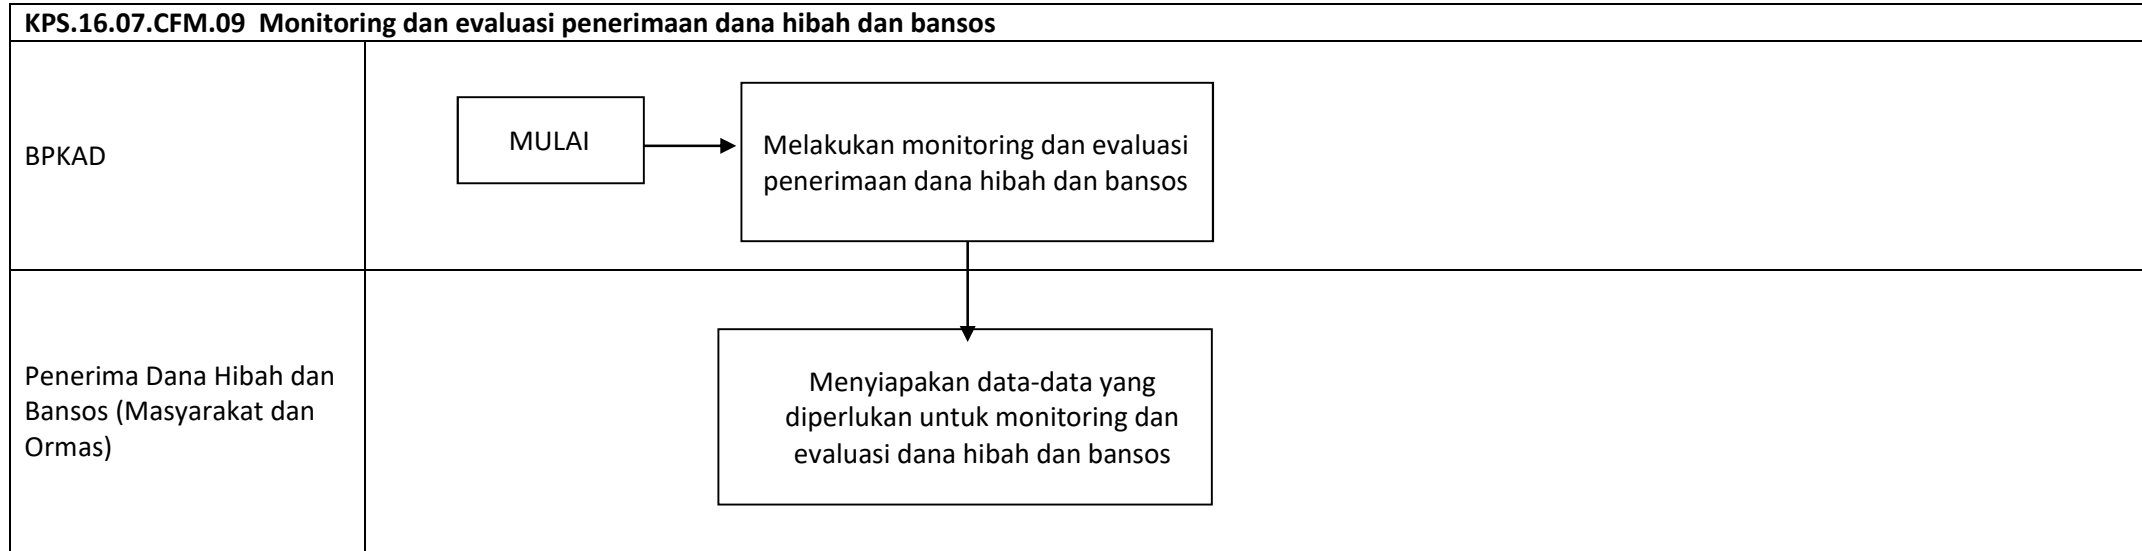 KPS.16.07.CFM.09 Monitoring dan evaluasi penerimaan dana hibah dan bansos
BPKAD
MULAI
Melakukan monitoring dan evaluasi
penerimaan dana hibah dan bansos
Penerima Dana Hibah dan
Bansos (Masyarakat dan
Ormas)
Menyiapakan data-data yang
diperlukan untuk monitoring dan
evaluasi dana hibah dan bansos